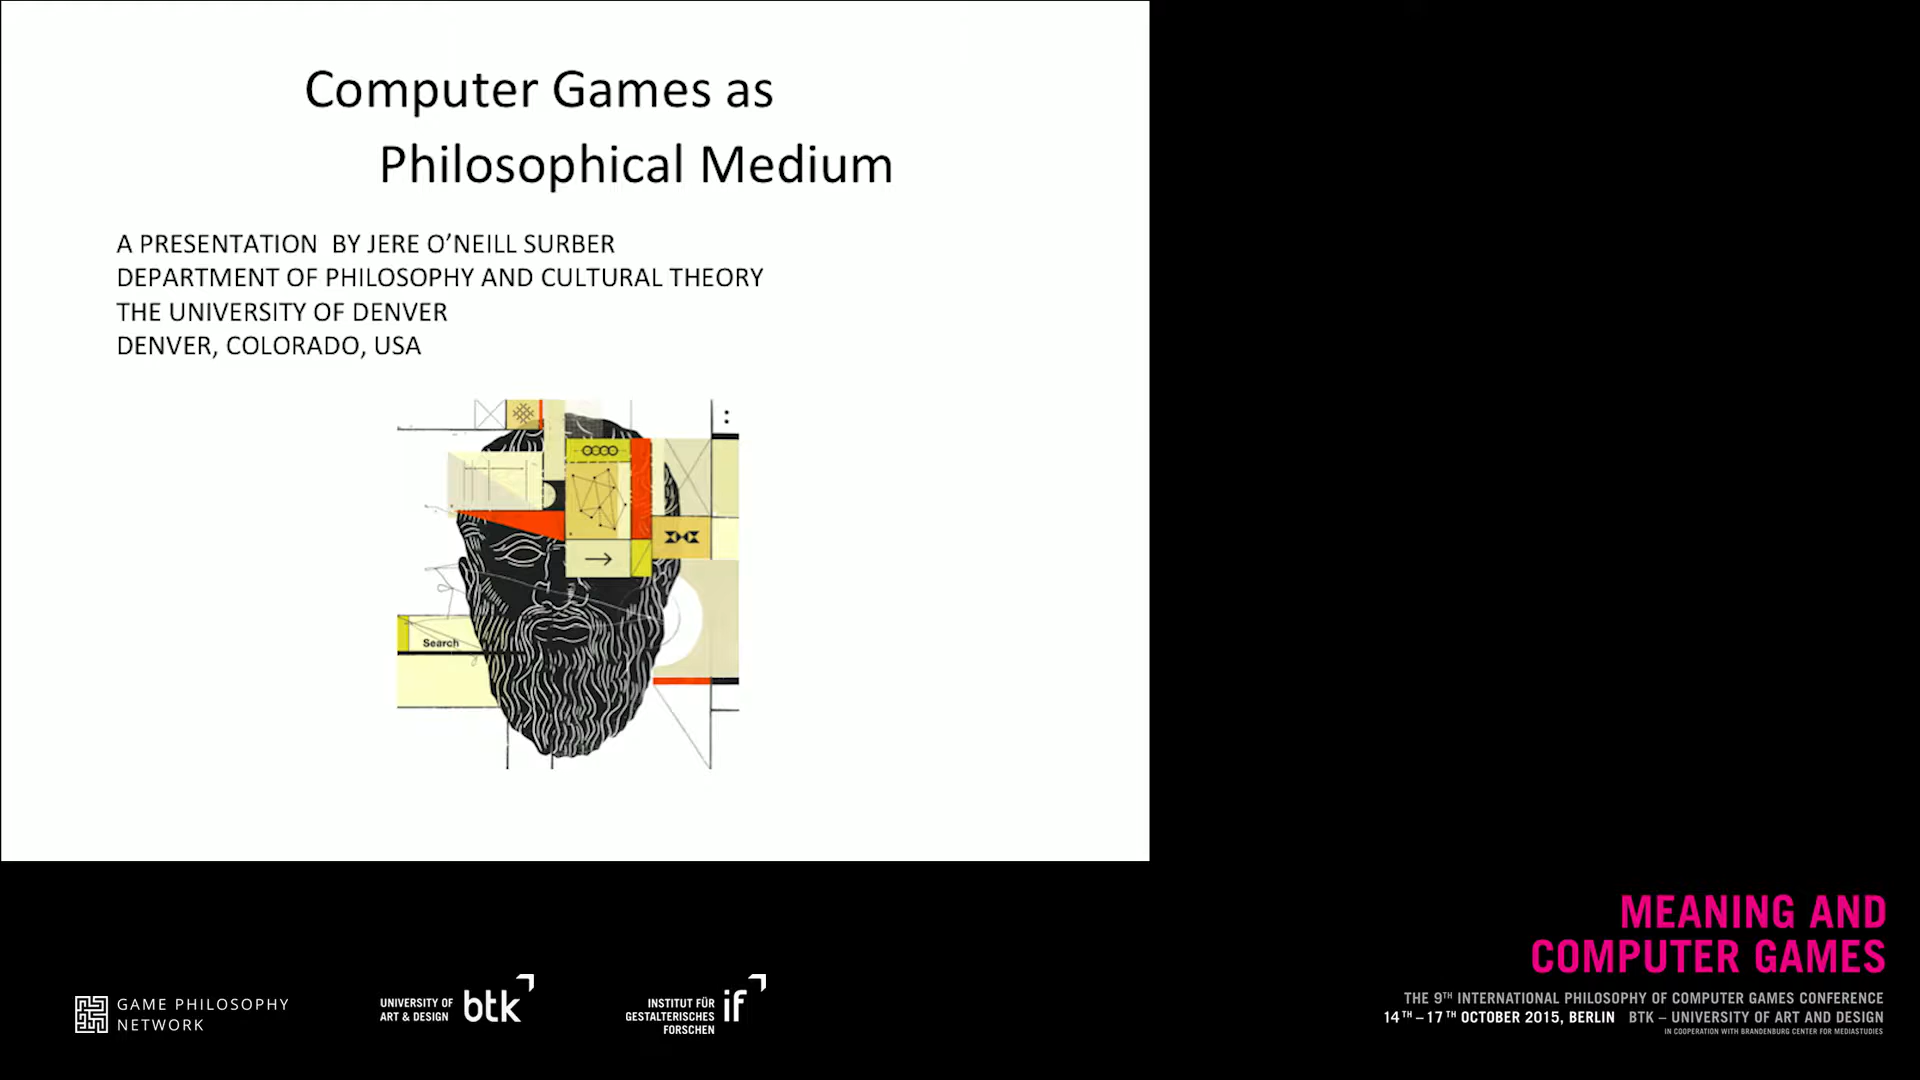 Computer Games as
Philosophical Medium
A PRESENTATION  BY JERE O’NEILL SURBER
DEPARTMENT OF PHILOSOPHY AND CULTURAL THEORY
THE UNIVERSITY OF DENVER
DENVER, COLORADO, USA
Search
MEANING AND
COMPUTER GAMES
THE 9TH INTERNATIONAL PHILOSOPHY OF COMPUTER GAMES CONFERENCE
14TH – 17TH OCTOBER 2015, BERLIN BTK – UNIVERSITY OF ART AND DESIGN
IN COOPERATION WITH BRANDENBURG CENTER FOR MEDIASTUDIES
GAME PHILOSOPHY
NETWORK
UNIVERSITY OF
ART & DESIGN
btk
INSTITUT FÜR
GESTALTERISCHES
FORSCHEN
if